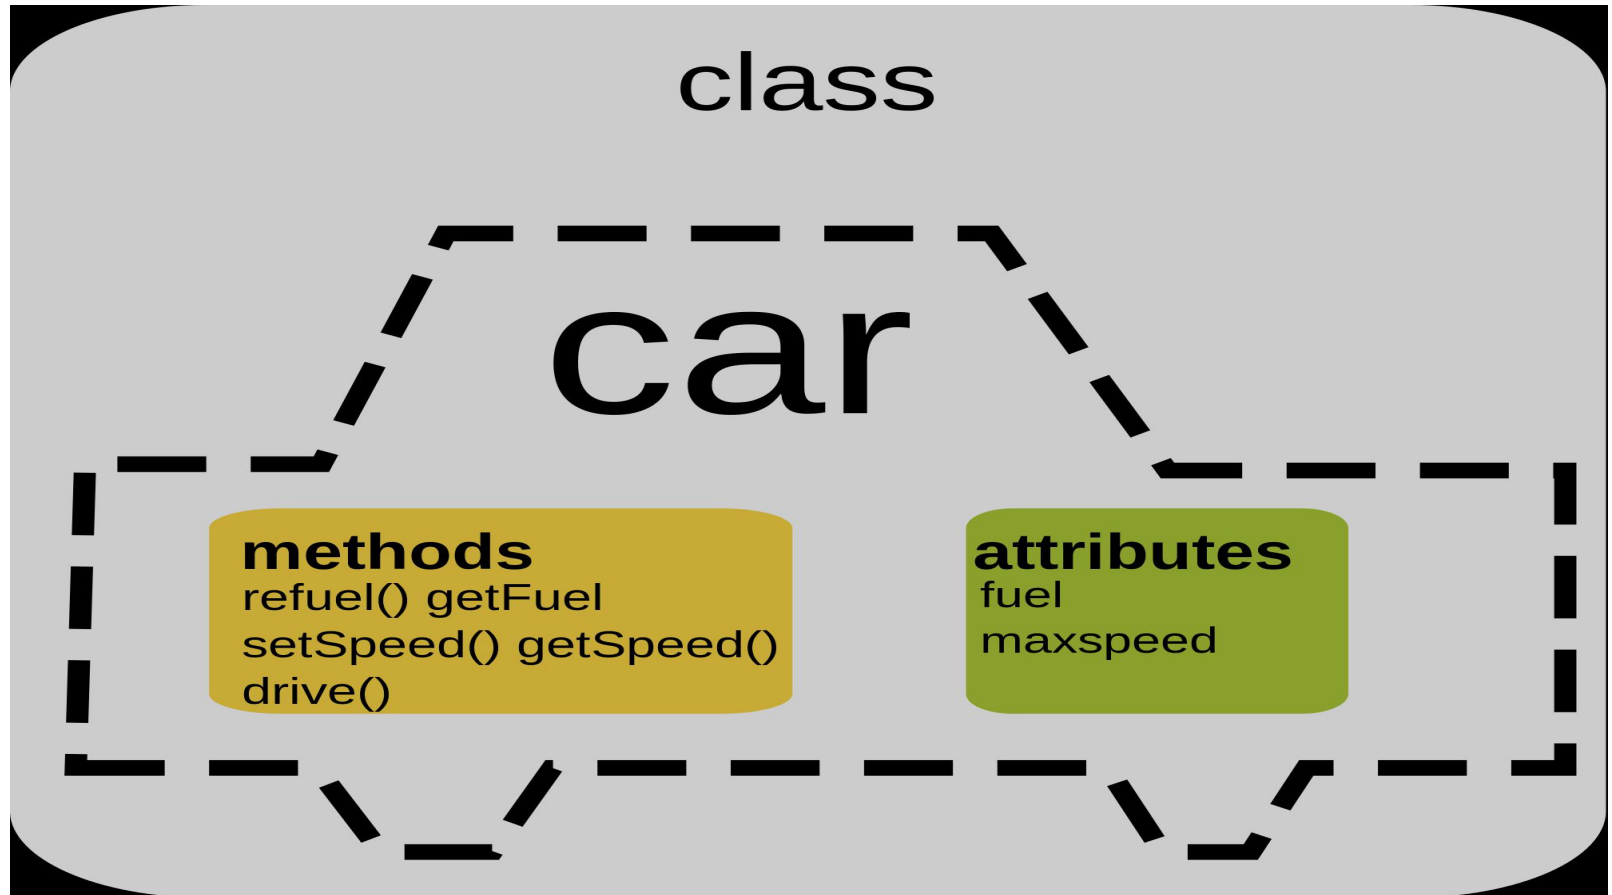 class
car
methods
refuel() getFuel
setSpeed() getSpeed()
drive()
attributes
fuel
maxspeed